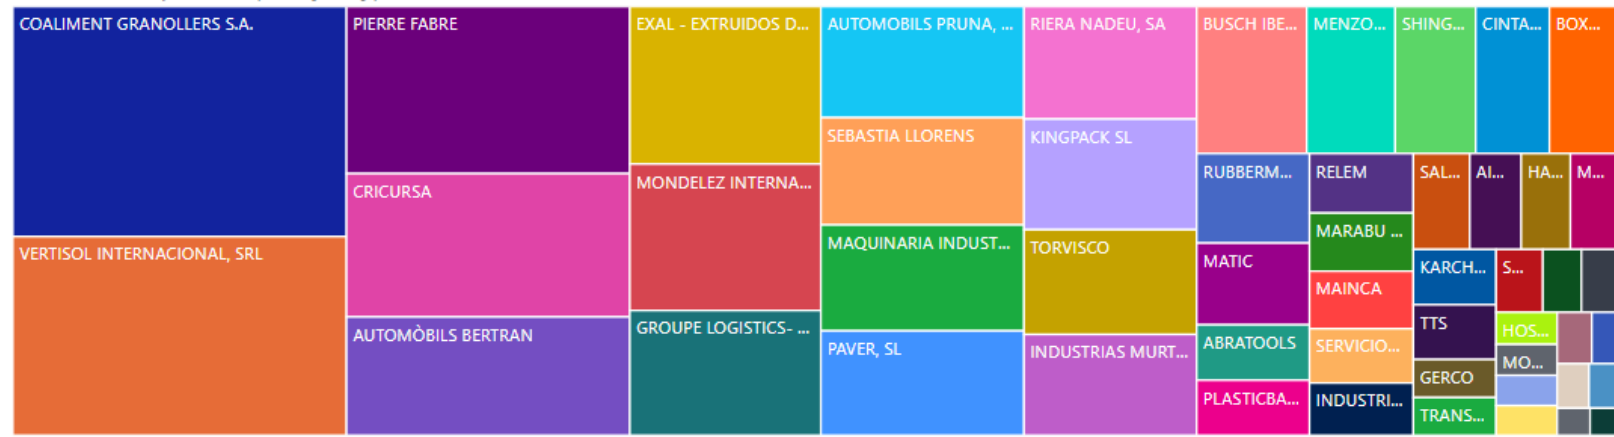 COALIMENT GRANOLLERS S.A.
VERTISOL INTERNACIONAL, SRL
PIERRE FABRE
CRICURSA
AUTOMÒBILS BERTRAN
EXAL - EXTRUIDOS D...
MONDELEZ INTERNA...
GROUPE LOGISTICS- ...
AUTOMOBILS PRUNA, ...
SEBASTIA LLORENS
MAQUINARIA INDUST...
PAVER, SL
RIERA NADEU, SA
KINGPACK SL
TORVISCO
INDUSTRIAS MURT...
BUSCH IBE...
MENZO...
SHING...
CINTA...
BOX...
RUBBERM...
MATIC
ABRATOOLS
PLASTICBA...
RELEM
MARABU ...
MAINCA
SERVICIO...
INDUSTRI...
SAL...
AI...
HA...
M...
KARCH...
TTS
GERCO
TRANS...
S...
HOS...
MO...